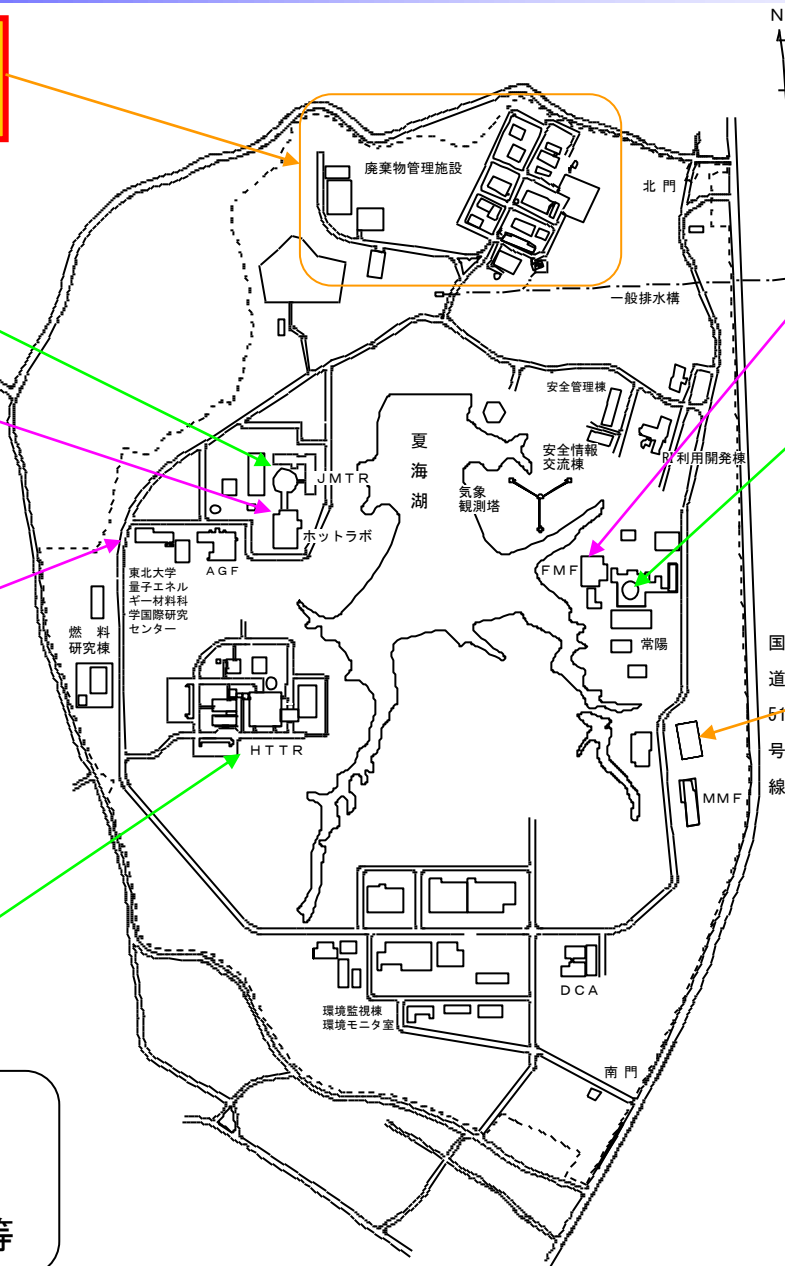 N
廃棄物管理施設
北門
一般排水構
安全管理棟
夏
海
湖
安全情報
交流棟
RI利用開発棟
JMTR
気象
観測塔
ホットラボ
東北大学
量子エネル
ギー材料科
学国際研究
センター
AGF
FMF
燃料
研究棟
常陽
国
道
51
号
線
HTTR
MMF
DCA
環境監視棟
環境モニタ室
南門
等